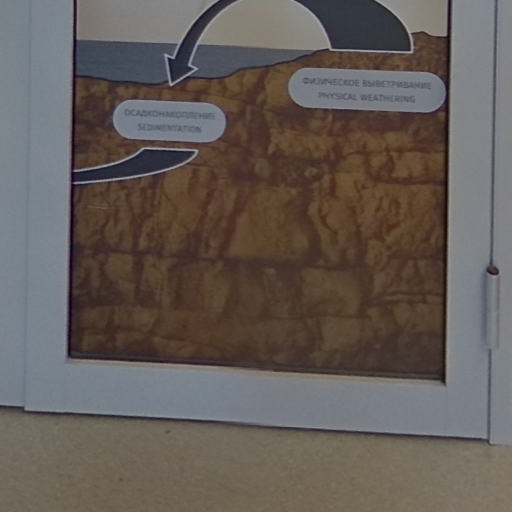 ФИЗИЧЕСКОЕ ВЫВЕТРИВАНИЕ
PHYSICAL WEATHERING
ОСАДКОНАКОПЛЕНИЕ
SEDIMENTATION